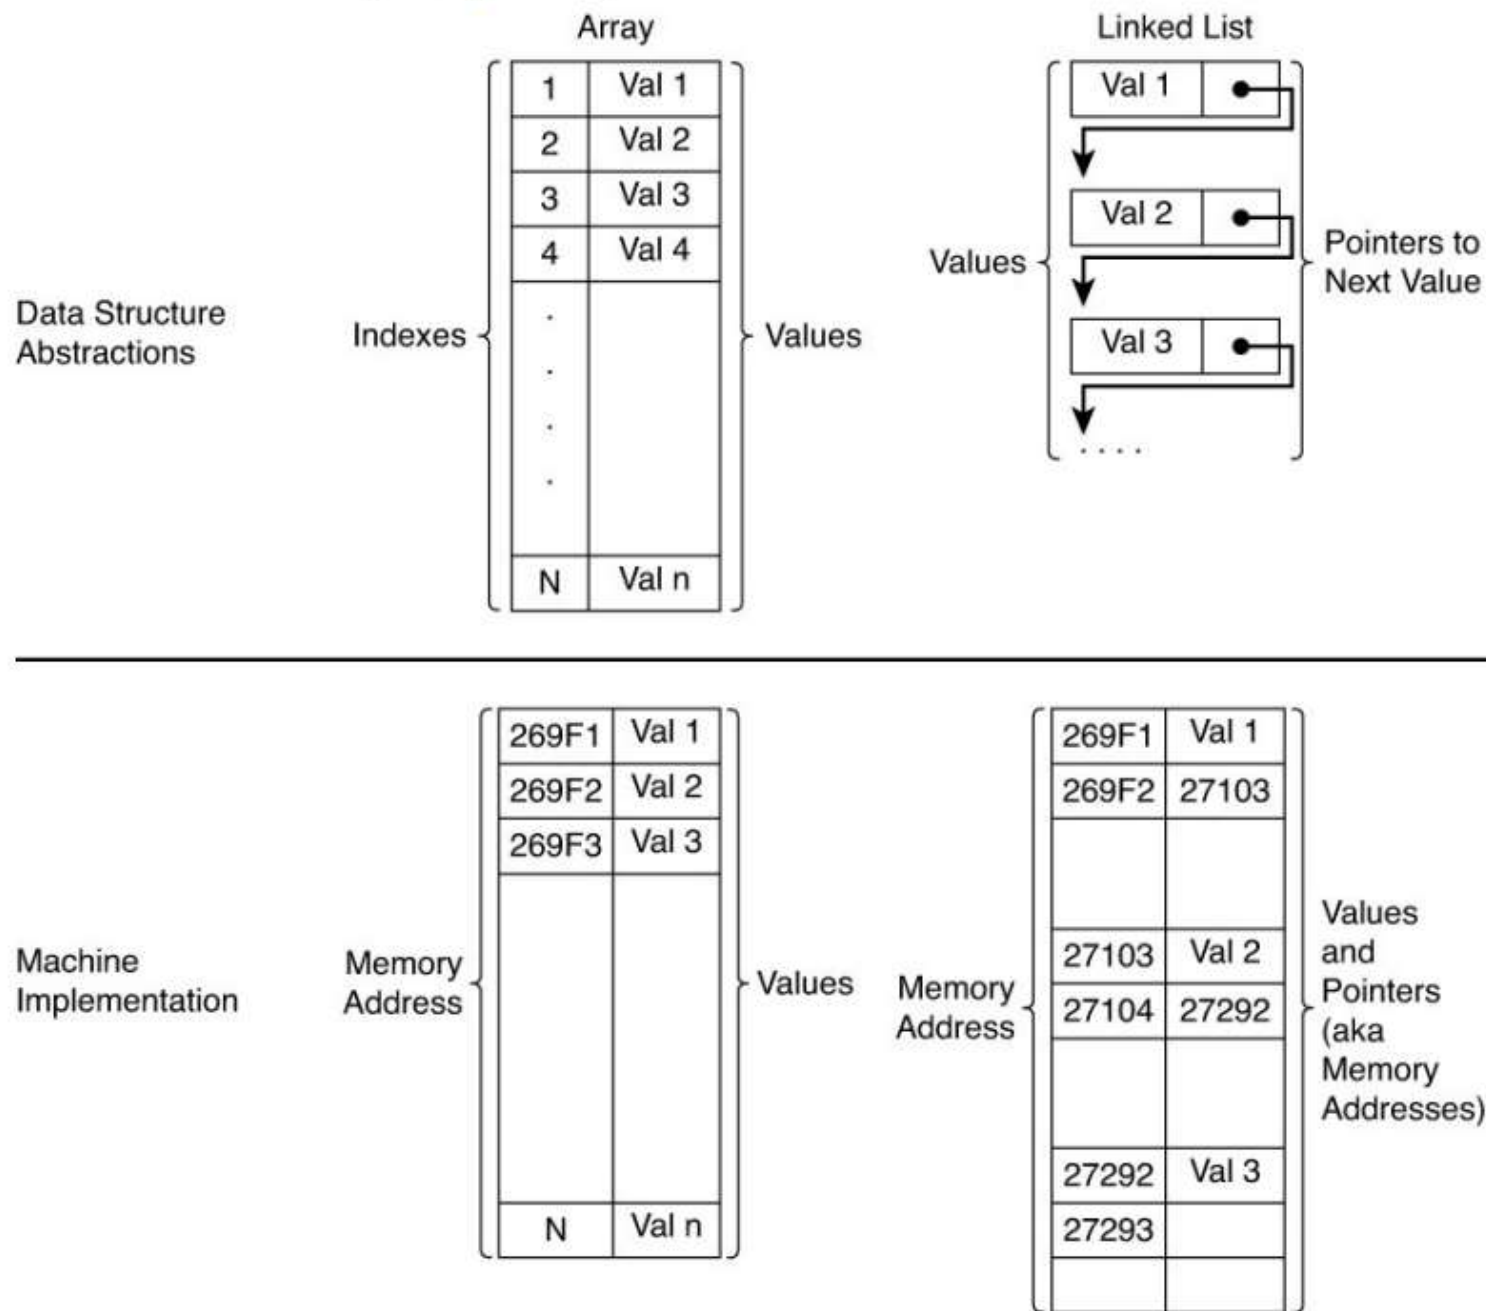 Array
1 Val 1
2 Val 2
3 Val 3
4 Val 4
.
.
.
.
N Val n
Indexes
Values
Data Structure
Abstractions
Linked List
Val 1
Val 2
Val 3
. . . .
Values
Pointers to
Next Value
Machine
Implementation
Memory
Address
269F1 Val 1
269F2 Val 2
269F3 Val 3
N Val n
Values
Memory
Address
269F1 Val 1
269F2 27103
27103 Val 2
27104 27292
27292 Val 3
27293
Values
and
Pointers
(aka
Memory
Addresses)